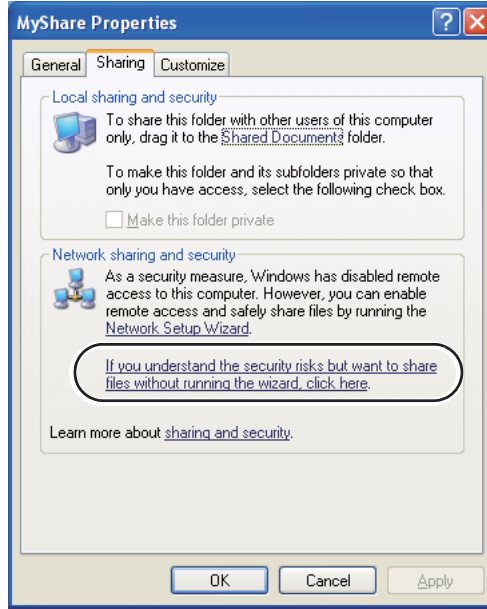 MyShare Properties
General Sharing Customize
Local sharing and security
To share this folder with other users of this computer
only, drag it to the Shared Documents folder.
To make this folder and its subfolders private so that
only you have access, select the following check box.
Make this folder private
Network sharing and security
As a security measure, Windows has disabled remote
access to this computer. However, you can enable
remote access and safely share files by running the
Network Setup Wizard.
If you understand the security risks but want to share
files without running the wizard, click here.
Learn more about sharing and security.
OK Cancel Apply